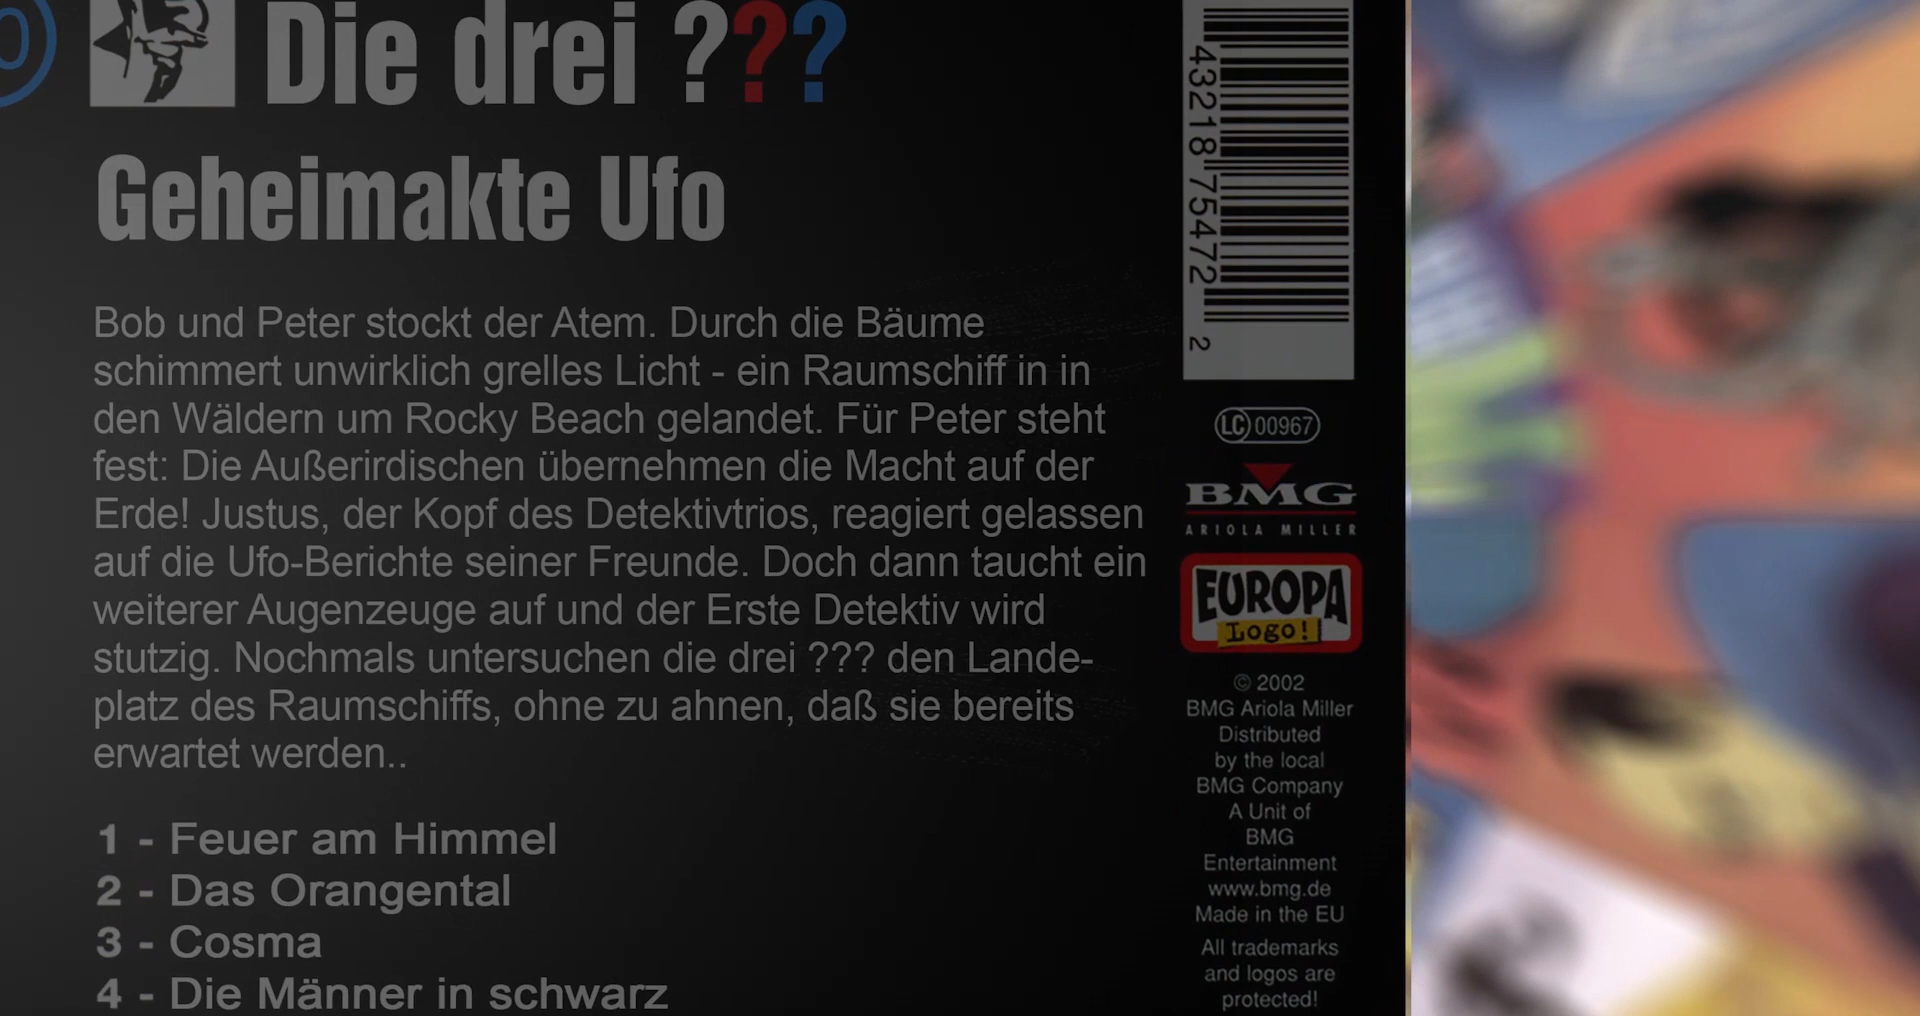 0
Die drei ???
Geheimakte Ufo
Bob und Peter stockt der Atem. Durch die Bäume
schimmert unwirklich grelles Licht - ein Raumschiff in in
den Wäldern um Rocky Beach gelandet. Für Peter steht
fest: Die Außerirdischen übernehmen die Macht auf der
Erde! Justus, der Kopf des Detektivtrios, reagiert gelassen
auf die Ufo-Berichte seiner Freunde. Doch dann taucht ein
weiterer Augenzeuge auf und der Erste Detektiv wird
stutzig. Nochmals untersuchen die drei ??? den Lande-
platz des Raumschiffs, ohne zu ahnen, daß sie bereits
erwartet werden..
1 - Feuer am Himmel
2 - Das Orangental
3 - Cosma
4 - Die Männer in schwarz
43218 75472 2
LC 00967
BMG
ARIOLA MILLER
EUROPA
Logo!
© 2002
BMG Ariola Miller
Distributed
by the local
BMG Company
A Unit of
BMG
Entertainment
www.bmg.de
Made in the EU
All trademarks
and logos are
protected!